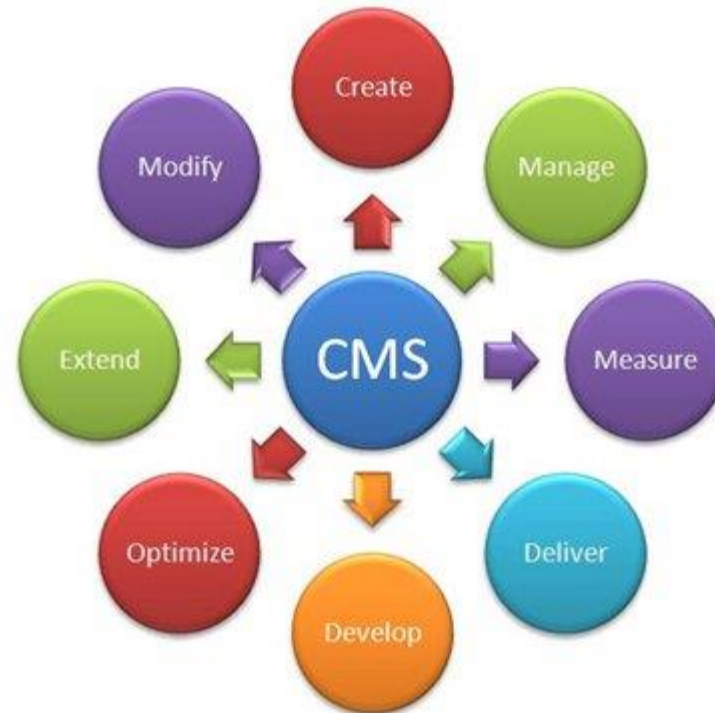 Create
Modify
Manage
Extend
CMS
Measure
Optimize
Deliver
Develop